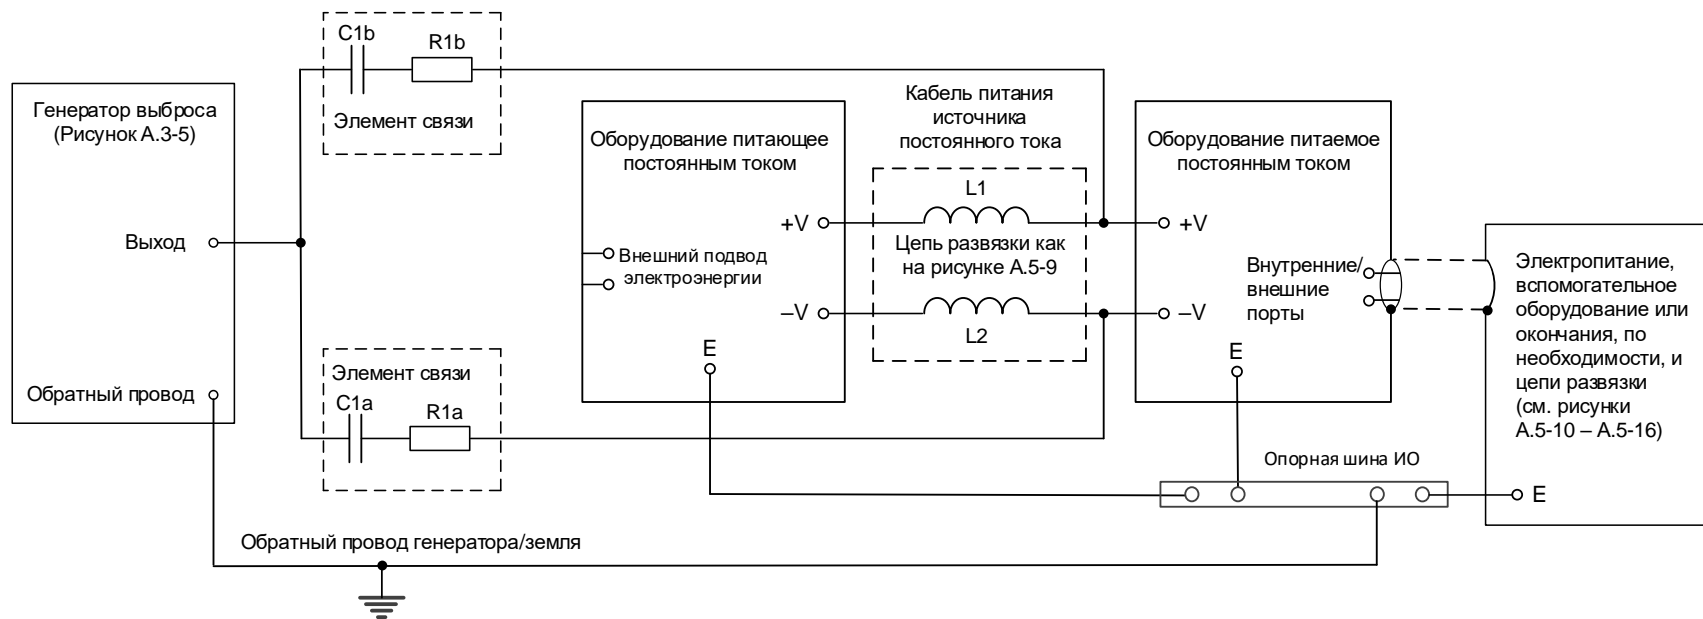 C1b
R1b
Элемент связи
Генератор выброса
(Рисунок А.3-5)
Выход
Обратный провод
Элемент связи
C1a
R1a
Оборудование питающее
постоянным током
+V
Внешний подвод
электроэнергии
–V
E
Кабель питания
источника
постоянного тока
L1
Цепь развязки как
на рисунке А.5-9
L2
Оборудование питаемое
постоянным током
+V
Внутренние/
внешние
порты
–V
E
Электропитание,
вспомогательное
оборудование или
окончания, по
необходимости, и
цепи развязки
(см. рисунки
А.5-10 – А.5-16)
Опорная шина ИО
E
Обратный провод генератора/земля